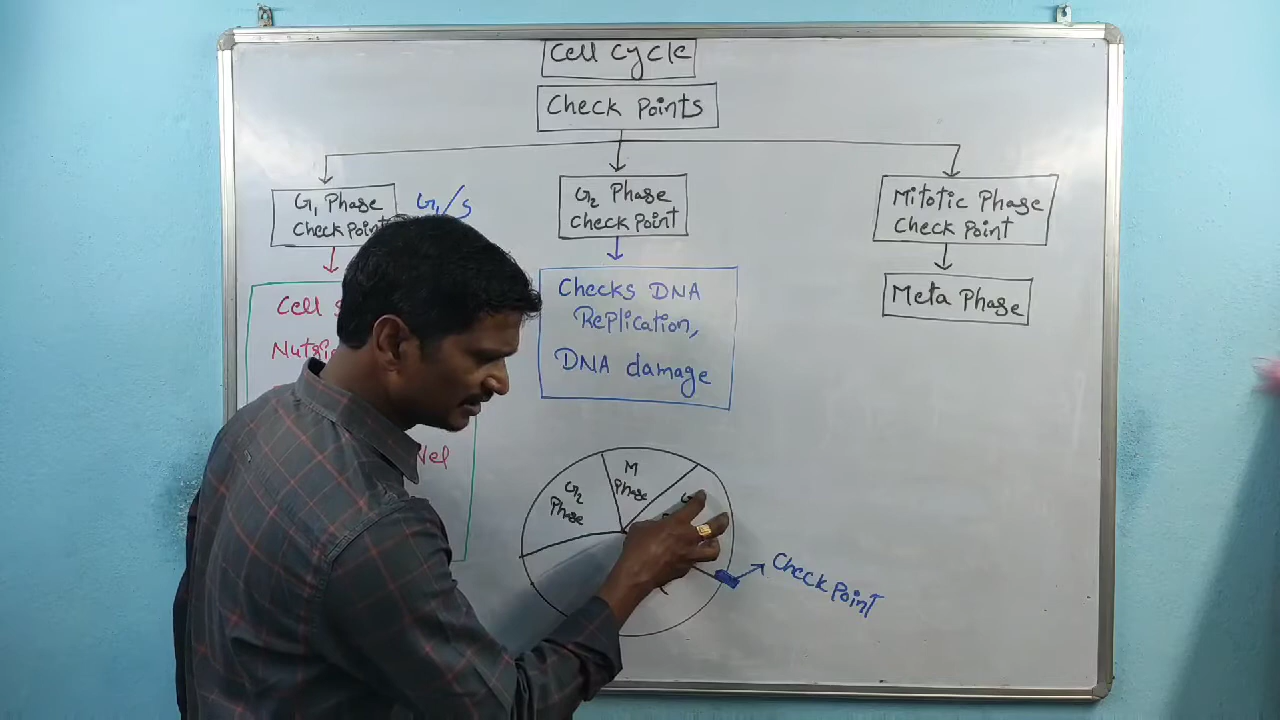 Cell Cycle
Check Points
G₁ Phase
Check Point
G₁/S
G₂ Phase
Check Point
Mitotic Phase
Check Point
Cell
Checks DNA
Replication,
DNA damage
Meta Phase
M
Phase
G₂
Phase
Check Point